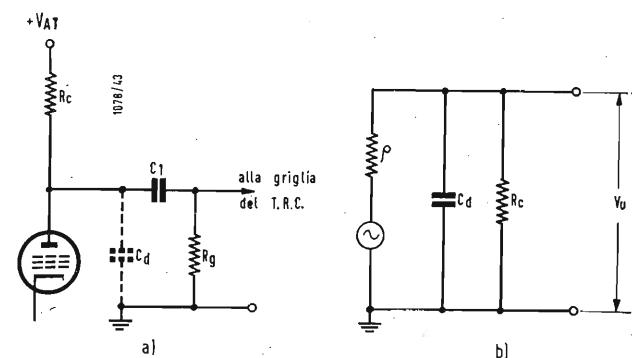 +VAT
Rc
1078/43
C1
alla griglia
del T.R.C.
Cd
Rg
a)
ρ
Cd
Rc
Vu
b)